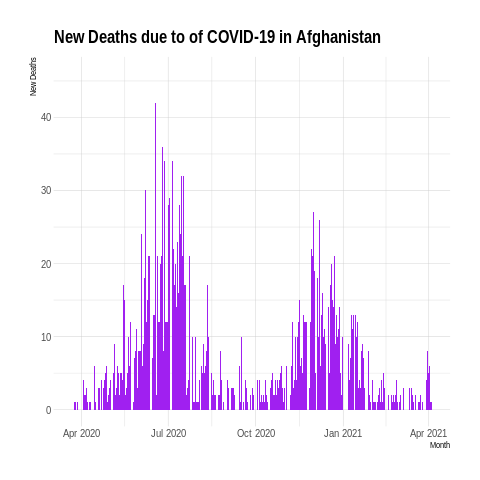 New Deaths due to of COVID-19 in Afghanistan
New Deaths
40
30
20
10
0
Apr 2020 Jul 2020 Oct 2020 Jan 2021 Apr 2021
Month